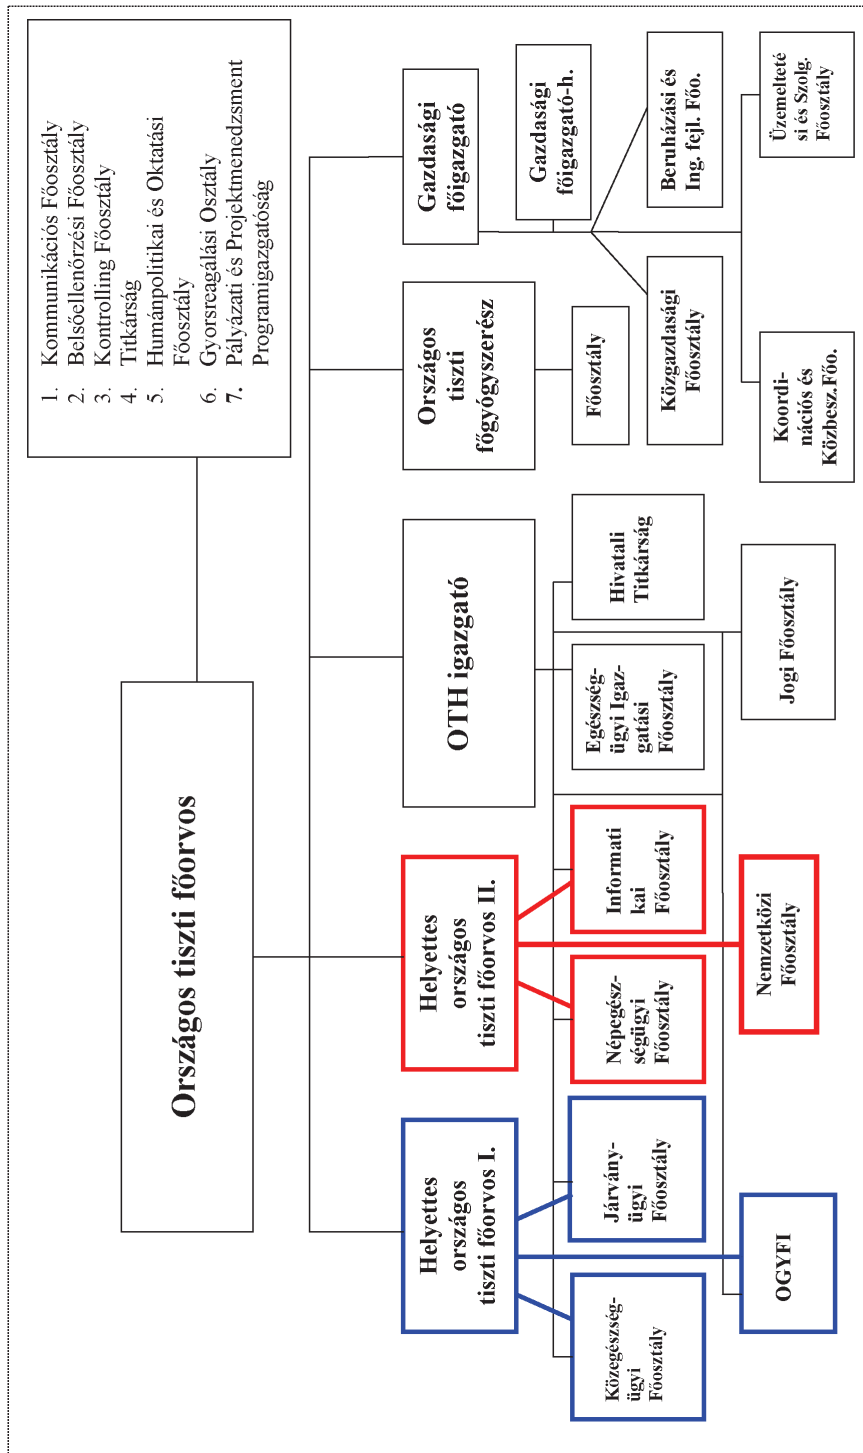 Országos tiszti főorvos
1. Kommunikációs Főosztály
2. Belsőellenőrzési Főosztály
3. Kontrolling Főosztály
4. Titkárság
5. Humánpolitikai és Oktatási
Főosztály
6. Gyorsreagálási Osztály
7. Pályázati és Projektmenedzsment
Programigazgatóság
Helyettes
országos
tiszti főorvos I.
Helyettes
országos
tiszti főorvos II.
OTH igazgató
Országos
tiszti
főgyógyszerész
Gazdasági
főigazgató
Gazdasági
főigazgató-h.
Közegészség-
ügyi
Főosztály
Járvány-
ügyi
Főosztály
Népegész-
ségügyi
Főosztály
Informati
kai
Főosztály
Egészség-
ügyi Igaz-
gatási
Főosztály
Hivatali
Titkárság
Főosztály
Közgazdasági
Főosztály
Beruházási és
Ing. fejl. Főo.
OGYFI
Nemzetközi
Főosztály
Jogi Főosztály
Koordi-
nációs és
Közbesz.Főo.
Üzemelteté
si és Szolg.
Főosztály